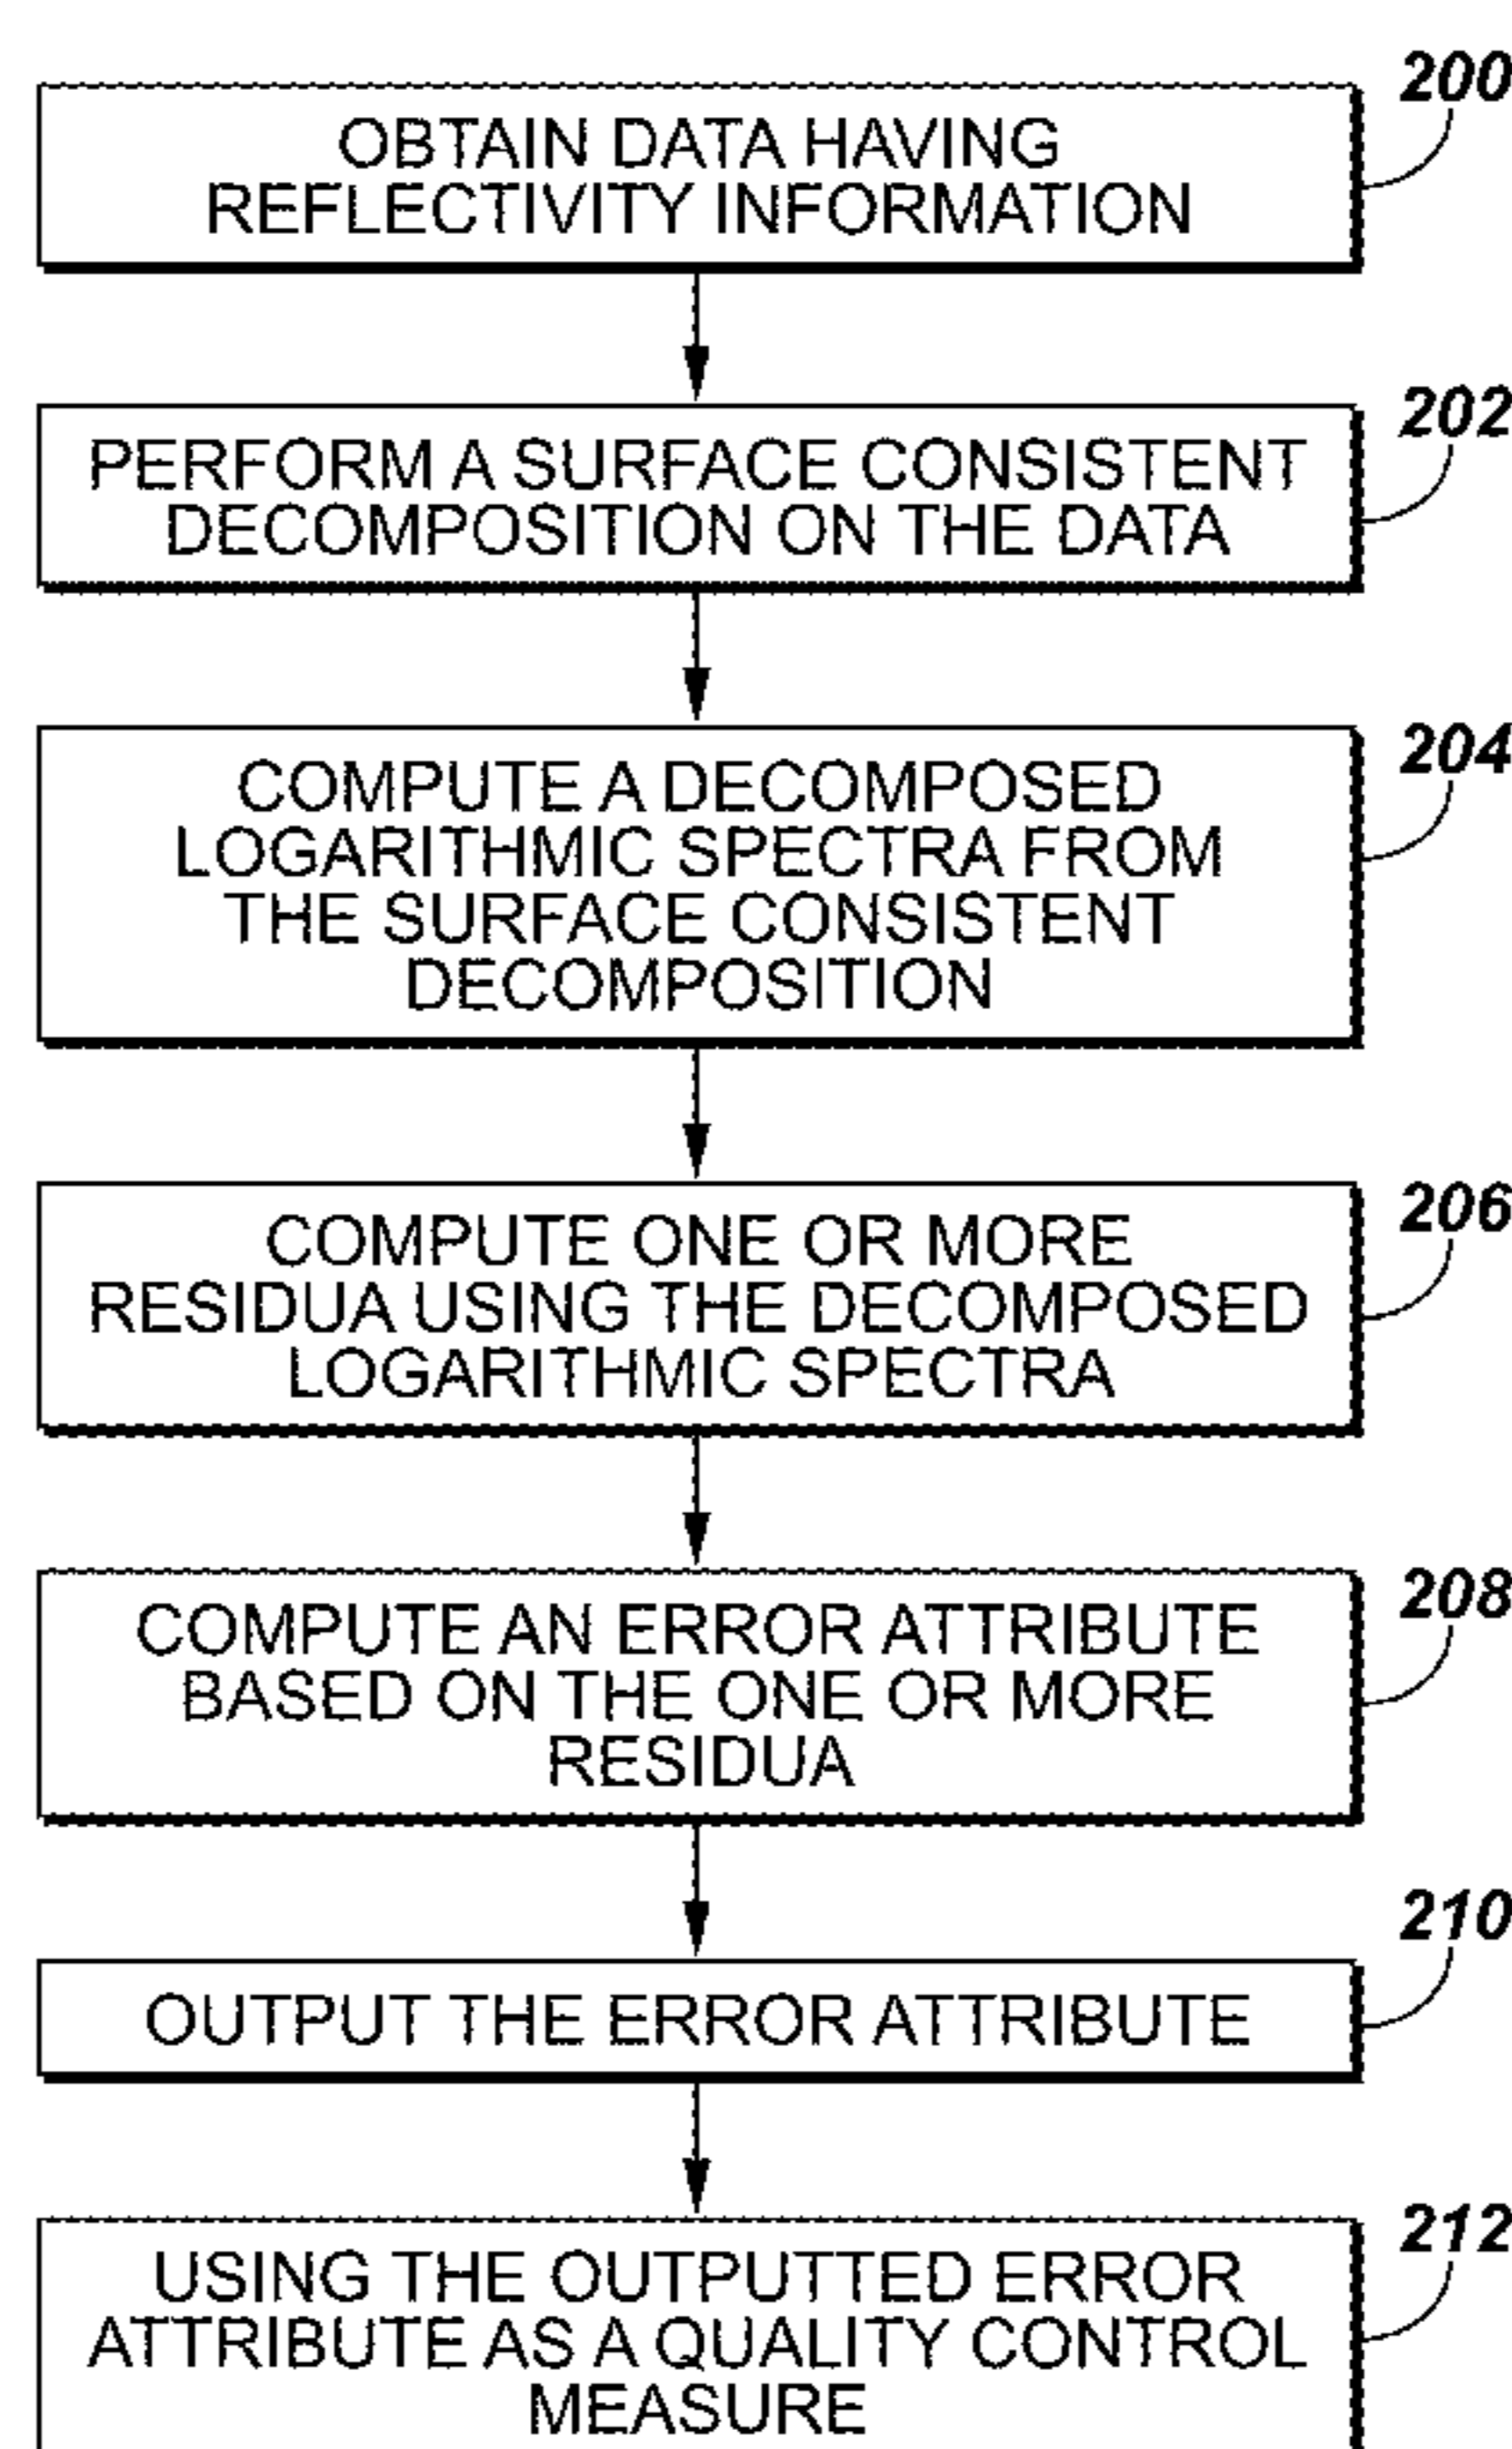 200
OBTAIN DATA HAVING
REFLECTIVITY INFORMATION
202
PERFORM A SURFACE CONSISTENT
DECOMPOSITION ON THE DATA
204
COMPUTE A DECOMPOSED
LOGARITHMIC SPECTRA FROM
THE SURFACE CONSISTENT
DECOMPOSITION
206
COMPUTE ONE OR MORE
RESIDUA USING THE DECOMPOSED
LOGARITHMIC SPECTRA
208
COMPUTE AN ERROR ATTRIBUTE
BASED ON THE ONE OR MORE
RESIDUA
210
OUTPUT THE ERROR ATTRIBUTE
212
USING THE OUTPUTTED ERROR
ATTRIBUTE AS A QUALITY CONTROL
MEASURE